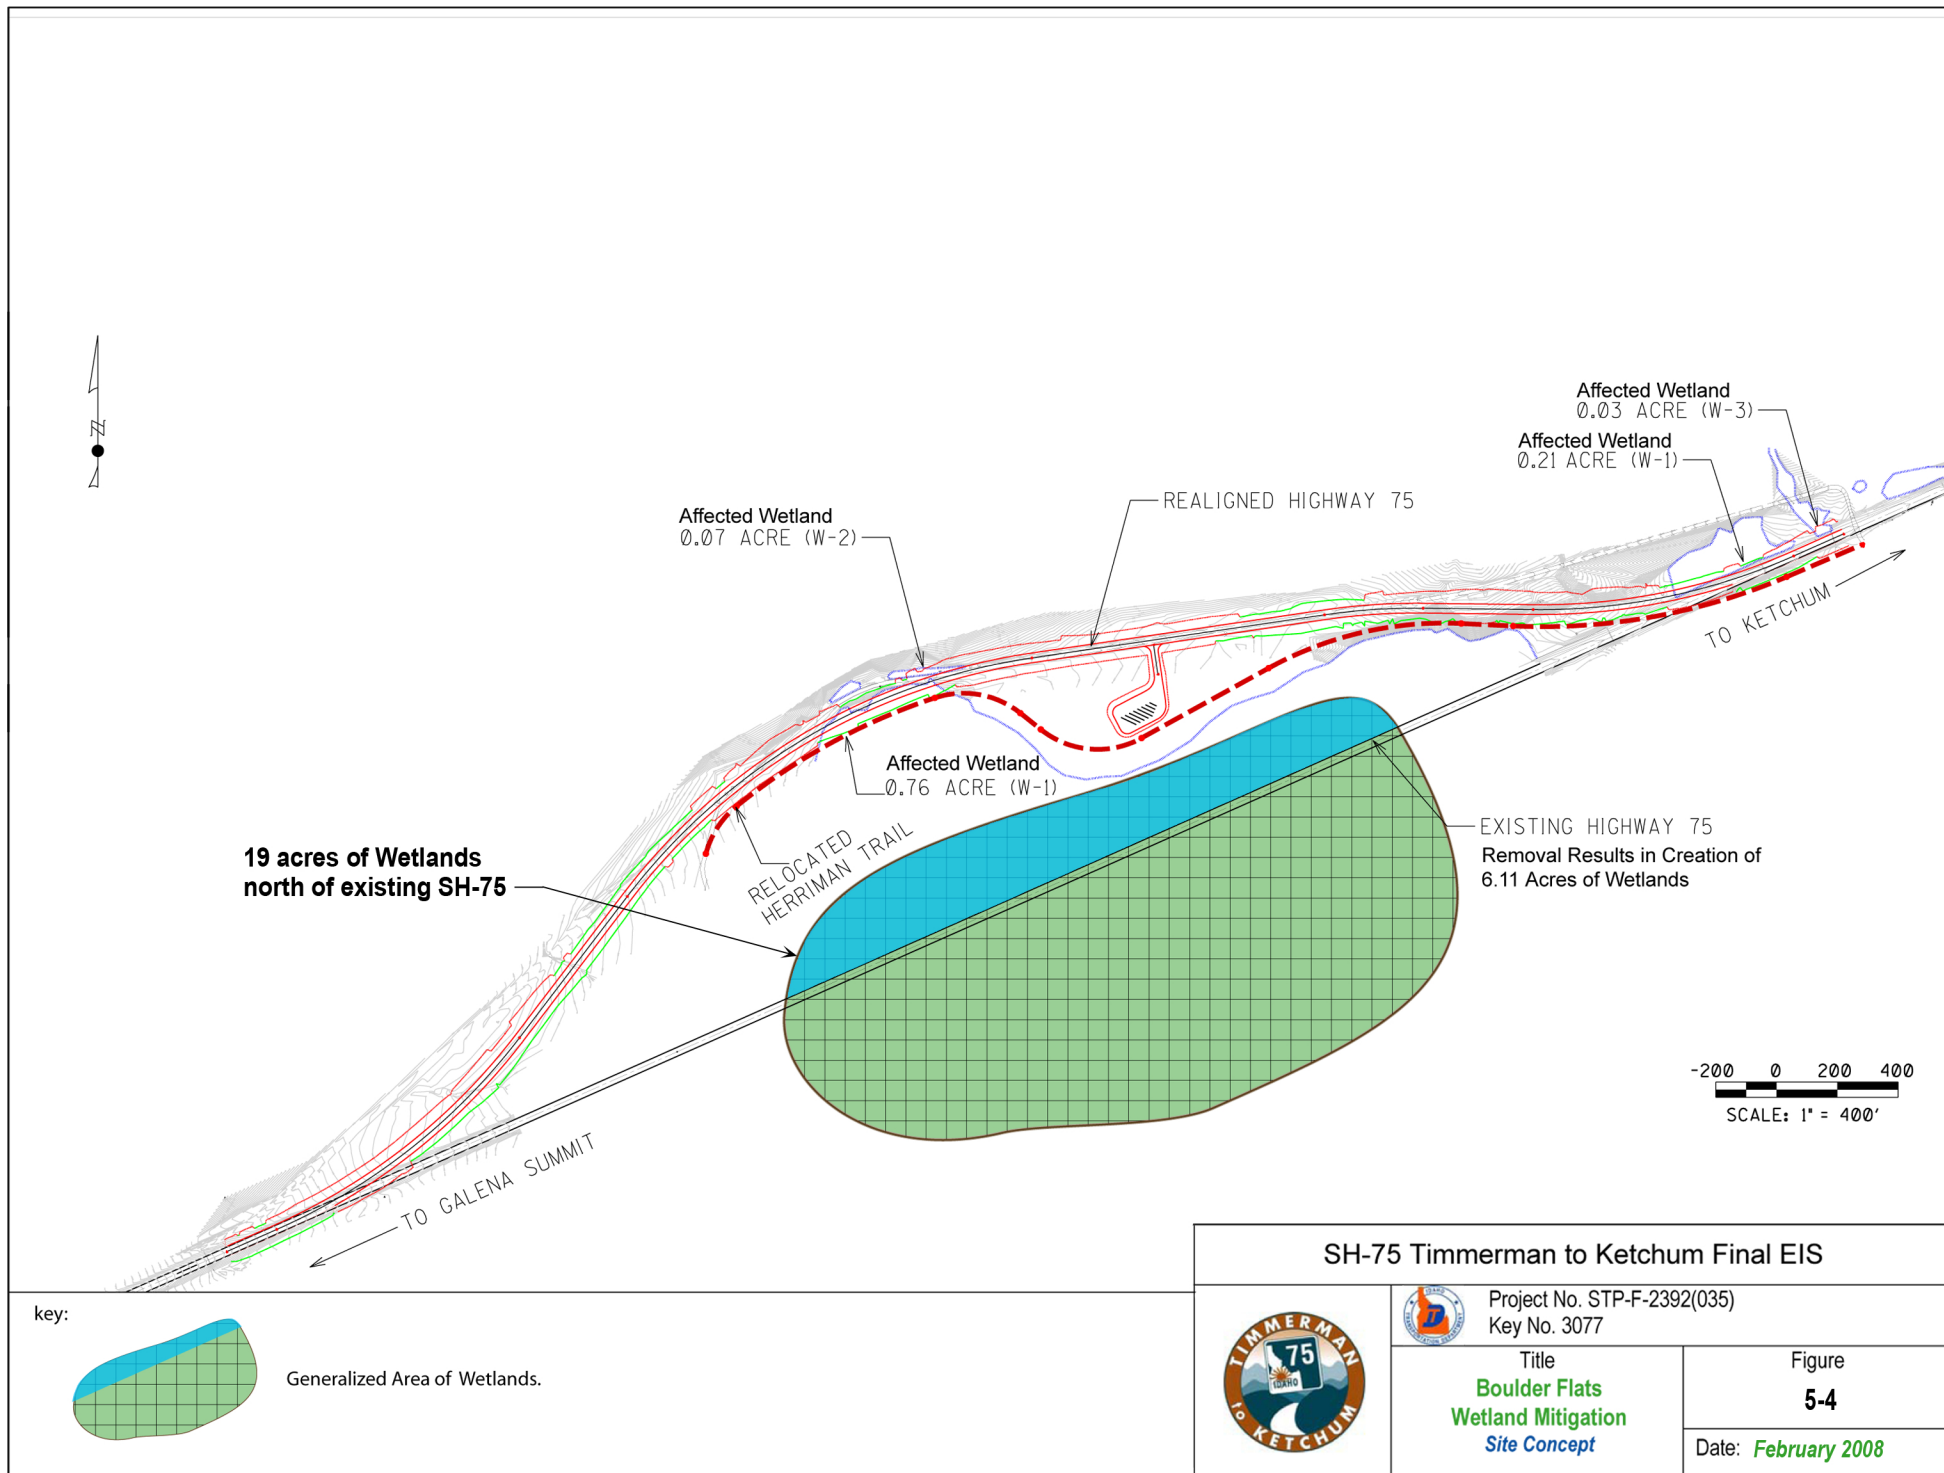 Affected Wetland
0.03 ACRE (W-3)
Affected Wetland
0.21 ACRE (W-1)
REALIGNED HIGHWAY 75
Affected Wetland
0.07 ACRE (W-2)
N
TO KETCHUM
Affected Wetland
0.76 ACRE (W-1)
EXISTING HIGHWAY 75
Removal Results in Creation of
6.11 Acres of Wetlands
RELOCATED
HERRIMAN TRAIL
19 acres of Wetlands
north of existing SH-75
-200 0 200 400
SCALE: 1" = 400'
TO GALENA SUMMIT
key:
Generalized Area of Wetlands.
SH-75 Timmerman to Ketchum Final EIS
TIMMERMAN
75
IDAHO
to KETCHUM
IDAHO
TRANSPORTATION DEPARTMENT
Project No. STP-F-2392(035)
Key No. 3077
Title
Boulder Flats
Wetland Mitigation
Site Concept
Figure
5-4
Date: February 2008